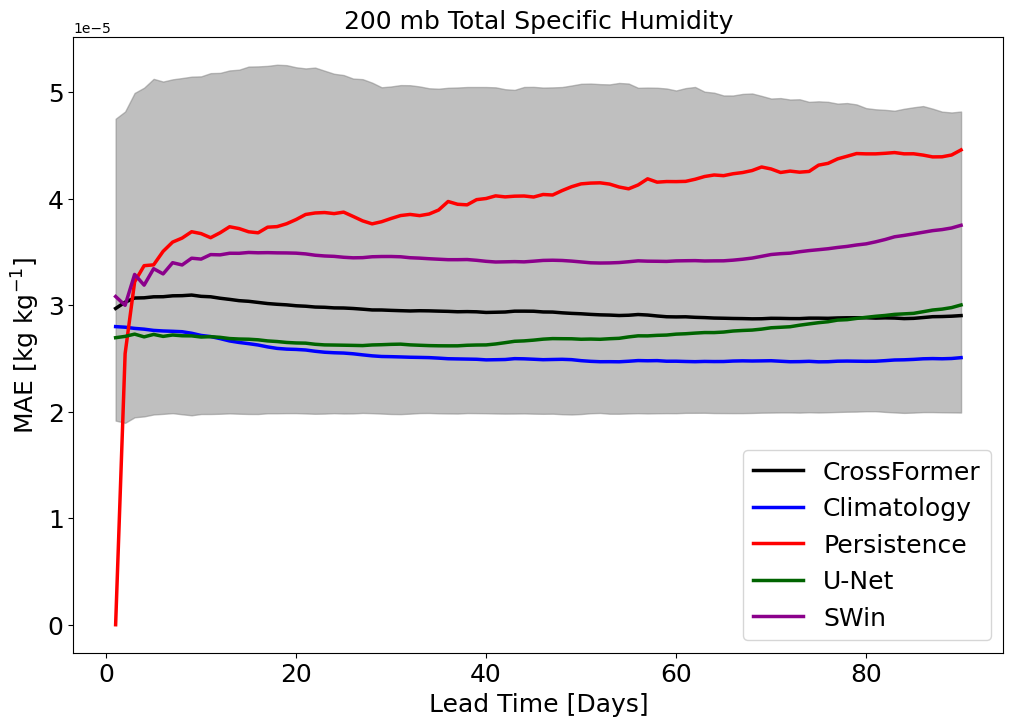 200 mb Total Specific Humidity
1e−5
MAE [kg kg⁻¹]
5
4
3
2
1
0
0 20 40 60 80
Lead Time [Days]
CrossFormer
Climatology
Persistence
U-Net
SWin